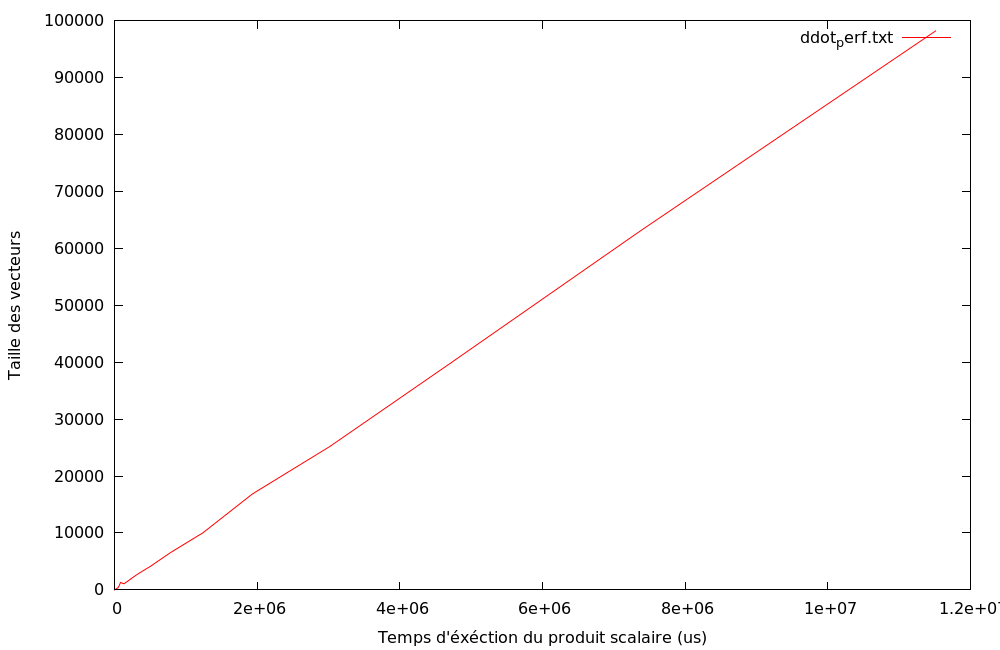 100000
90000
80000
70000
60000
50000
40000
30000
20000
10000
0
0 2e+06 4e+06 6e+06 8e+06 1e+07 1.2e+07
ddot_perf.txt
Taille des vecteurs
Temps d'éxéction du produit scalaire (us)